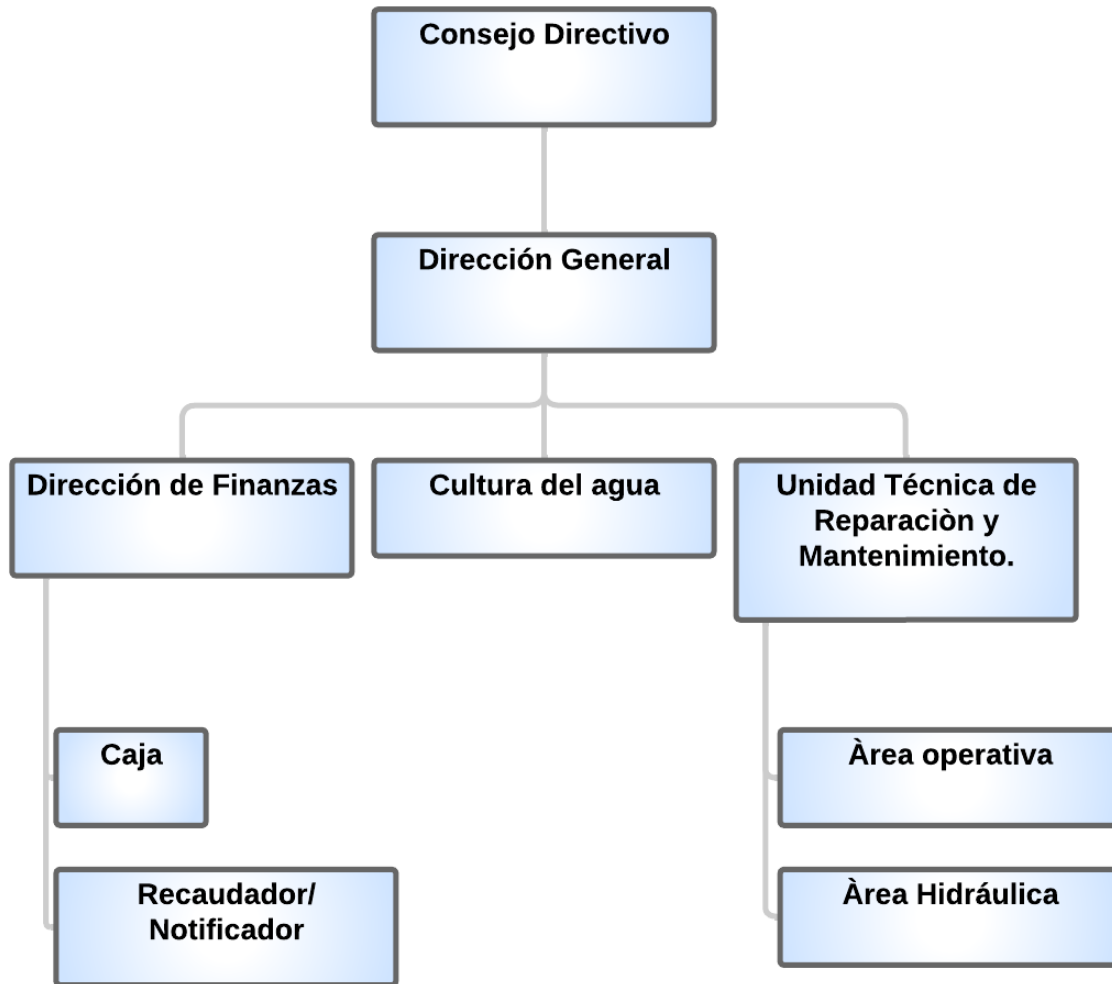 Consejo Directivo
Dirección General
Dirección de Finanzas
Cultura del agua
Unidad Técnica de
Reparaciòn y
Mantenimiento.
Caja
Àrea operativa
Recaudador/
Notificador
Àrea Hidráulica